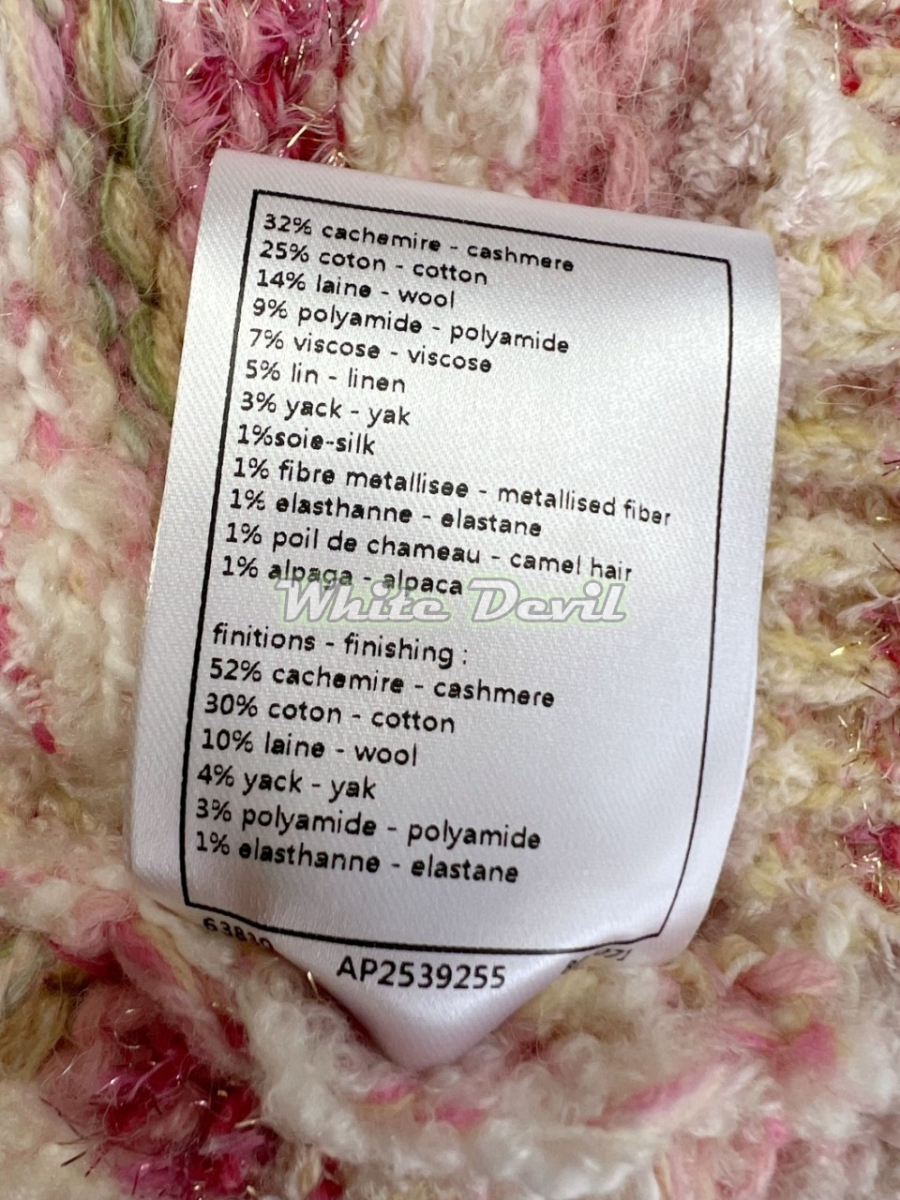 32% cachemire - cashmere
25% coton - cotton
14% laine - wool
9% polyamide - polyamide
7% viscose - viscose
5% lin - linen
3% yack - yak
1%soie-silk
1% fibre metallisee - metallised fiber
1% elasthanne - elastane
1% poil de chameau - camel hair
1% alpaga - alpaca
White Devil
finitions - finishing :
52% cachemire - cashmere
30% coton - cotton
10% laine - wool
4% yack - yak
3% polyamide - polyamide
1% elasthanne - elastane
AP2539255